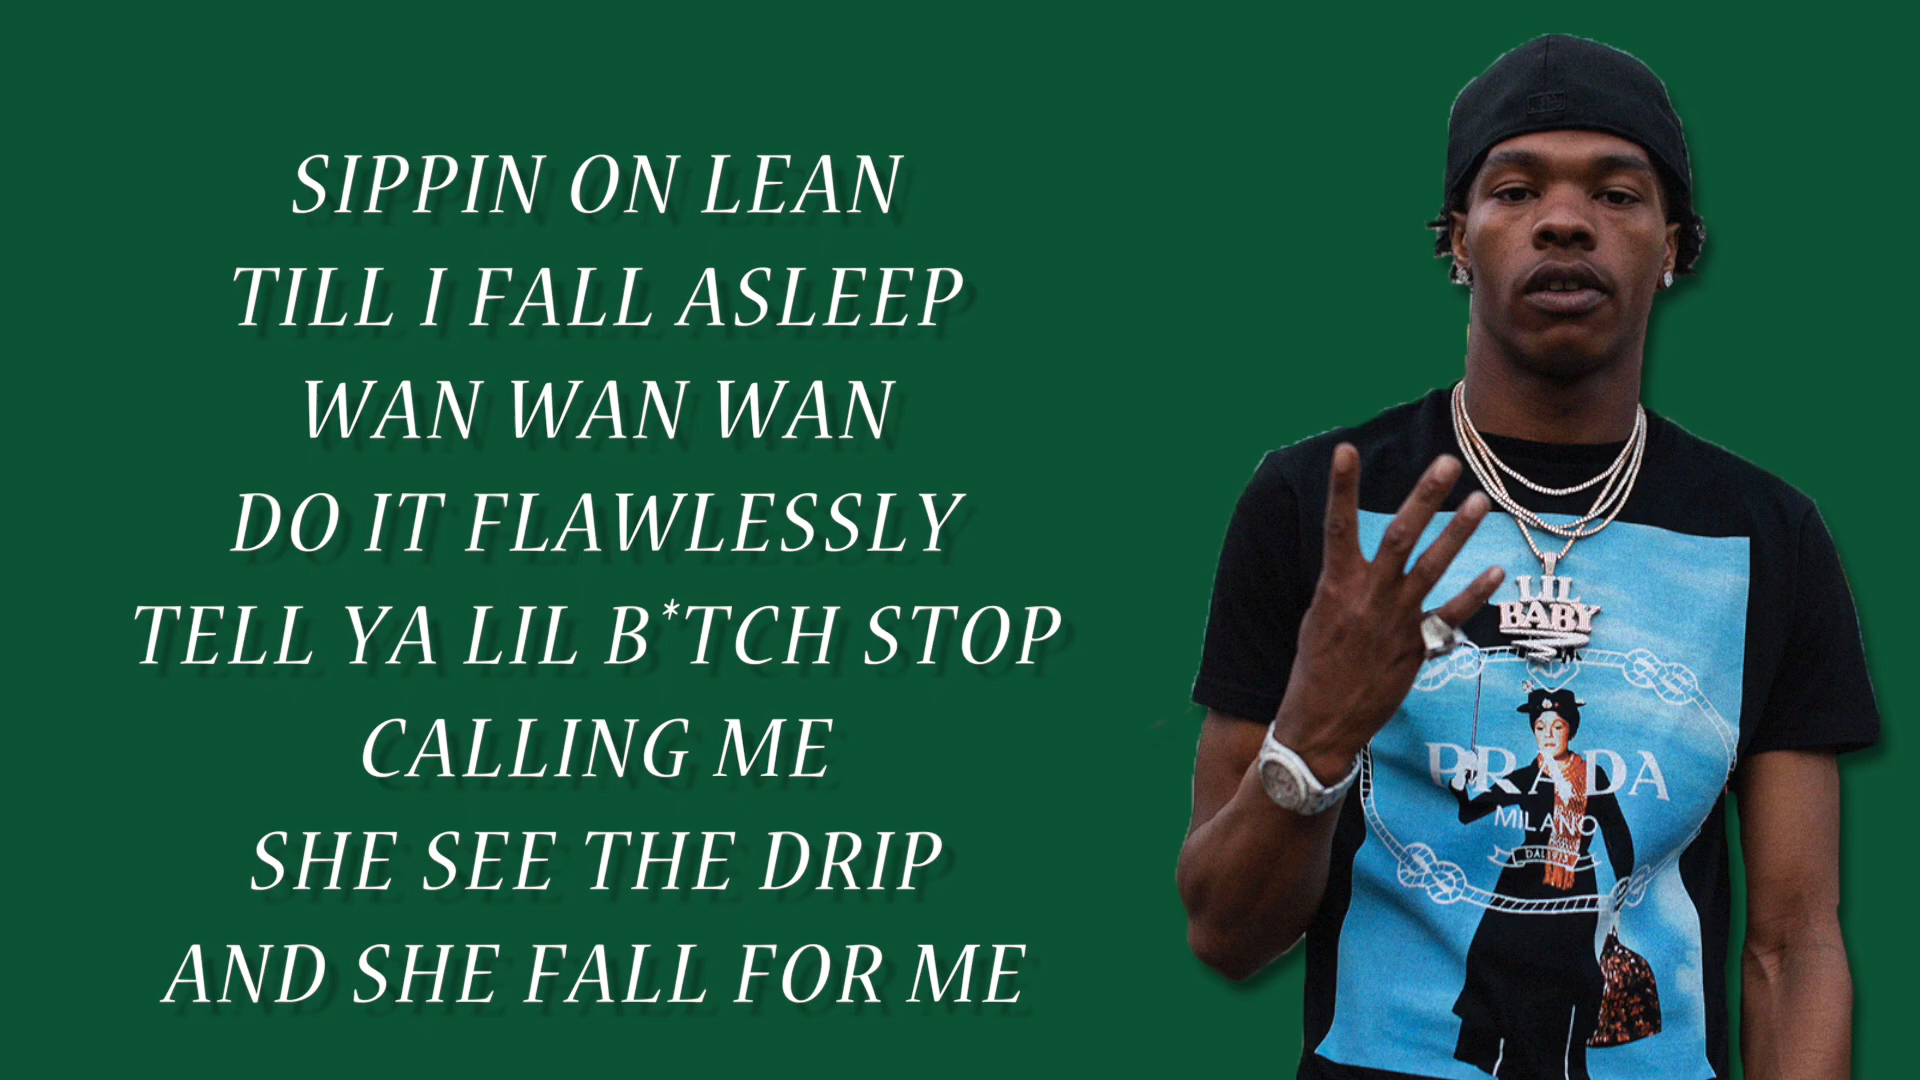 SIPPIN ON LEAN
TILL I FALL ASLEEP
WAN WAN WAN
DO IT FLAWLESSLY
TELL YA LIL B*TCH STOP
CALLING ME
SHE SEE THE DRIP
AND SHE FALL FOR ME
LIL
BABY
PRADA
MILANO